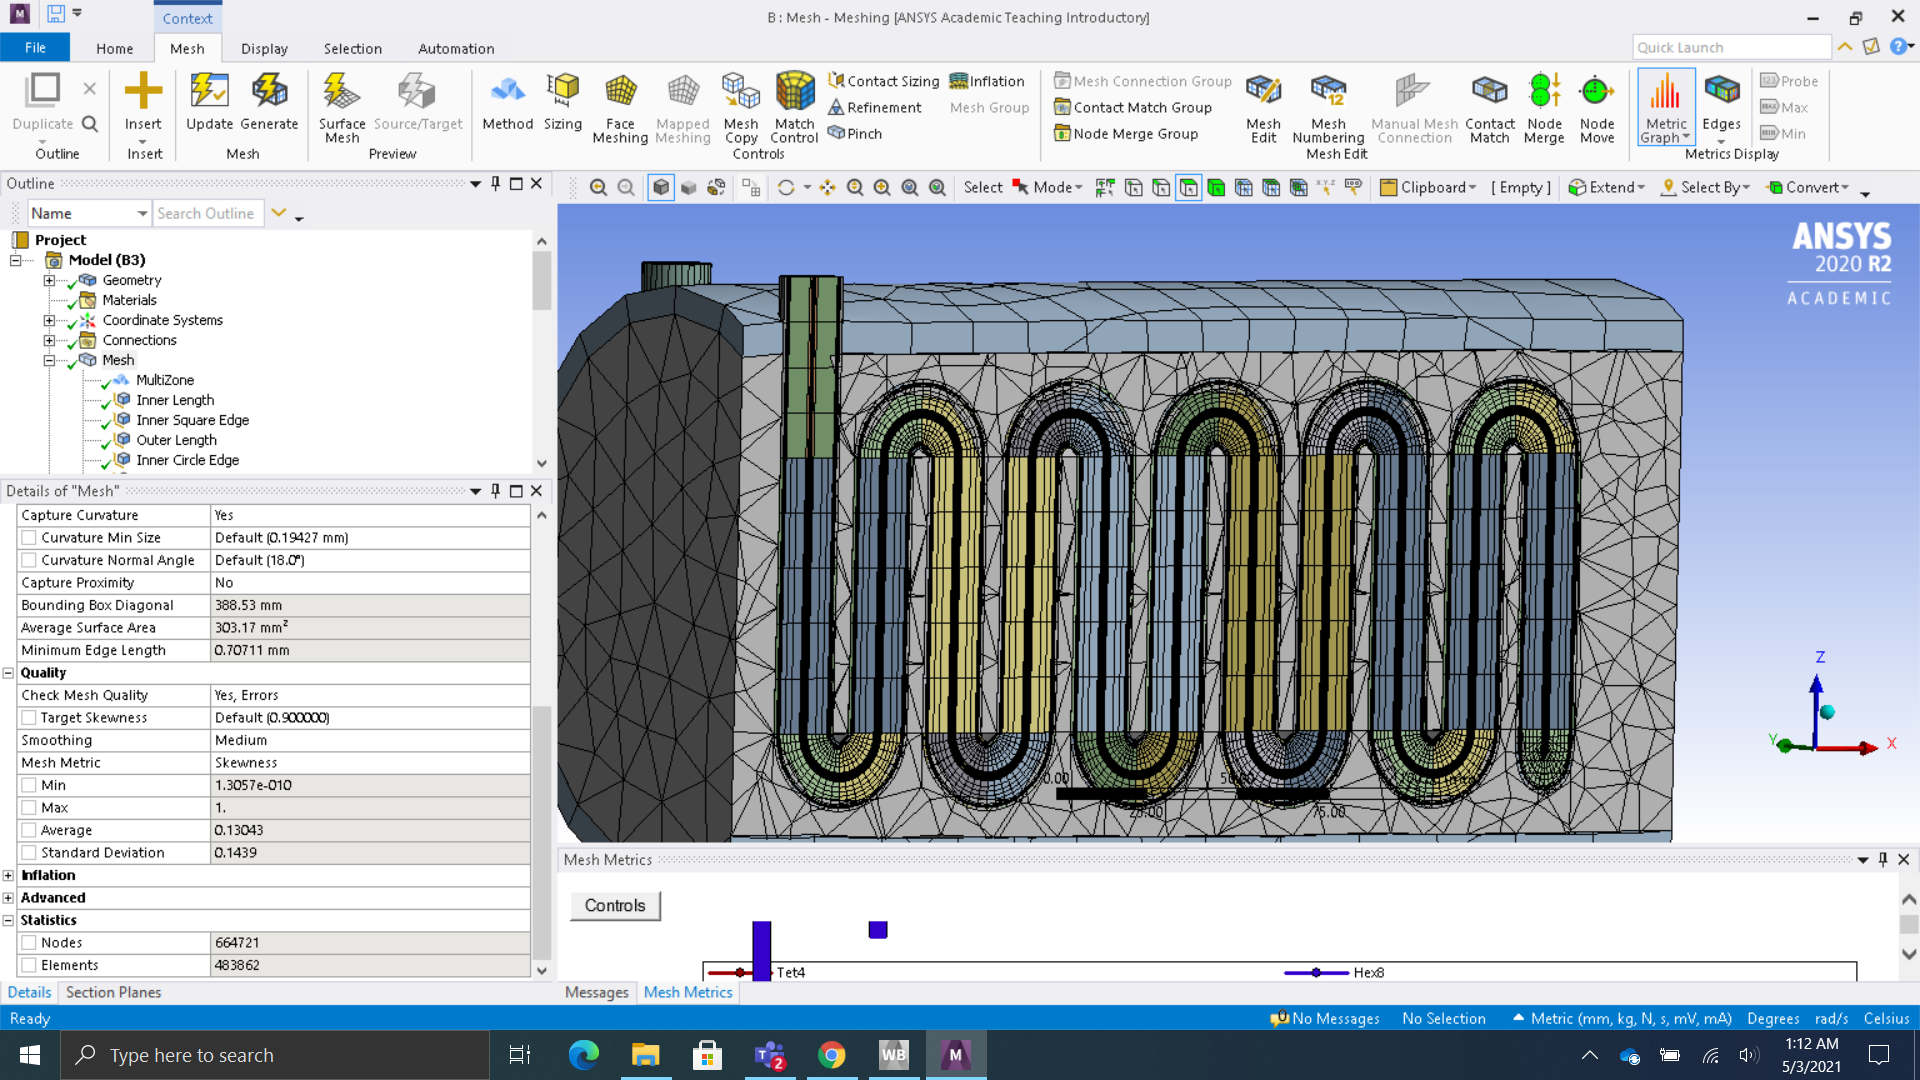 Context
B : Mesh - Meshing [ANSYS Academic Teaching Introductory]
File Home Mesh Display Selection Automation
Quick Launch
Duplicate
Outline
Insert
Insert
Update Generate
Mesh
Surface Mesh Source/Target
Preview
Method Sizing Face Meshing Mapped Meshing Mesh Copy Match Control
Contact Sizing Inflation
Refinement Mesh Group
Pinch
Controls
Mesh Connection Group
Contact Match Group
Node Merge Group
Mesh Edit Mesh Numbering Manual Mesh Connection Contact Match Node Merge Node Move
Mesh Edit
Metric Graph Edges
Probe
Max
Min
Metrics Display
Outline
Name Search Outline
Select Mode Clipboard [ Empty ] Extend Select By Convert
Project
Model (B3)
Geometry
Materials
Coordinate Systems
Connections
Mesh
MultiZone
Inner Length
Inner Square Edge
Outer Length
Inner Circle Edge
ANSYS
2020 R2
ACADEMIC
Details of "Mesh"
Capture Curvature Yes
Curvature Min Size Default (0.19427 mm)
Curvature Normal Angle Default (18.0°)
Capture Proximity No
Bounding Box Diagonal 388.53 mm
Average Surface Area 303.17 mm²
Minimum Edge Length 0.70711 mm
Quality
Check Mesh Quality Yes, Errors
Target Skewness Default (0.900000)
Smoothing Medium
Mesh Metric Skewness
Min 1.3057e-010
Max 1.
Average 0.13043
Standard Deviation 0.1439
Inflation
Advanced
Statistics
Nodes 664721
Elements 483862
Details Section Planes
Z
Y
X
0.00
25.00
75.00
Mesh Metrics
Controls
Tet4 Hex8
Messages Mesh Metrics
Ready
0 No Messages No Selection Metric (mm, kg, N, s, mV, mA) Degrees rad/s Celsius
Type here to search
2
WB
M
1:12 AM
5/3/2021